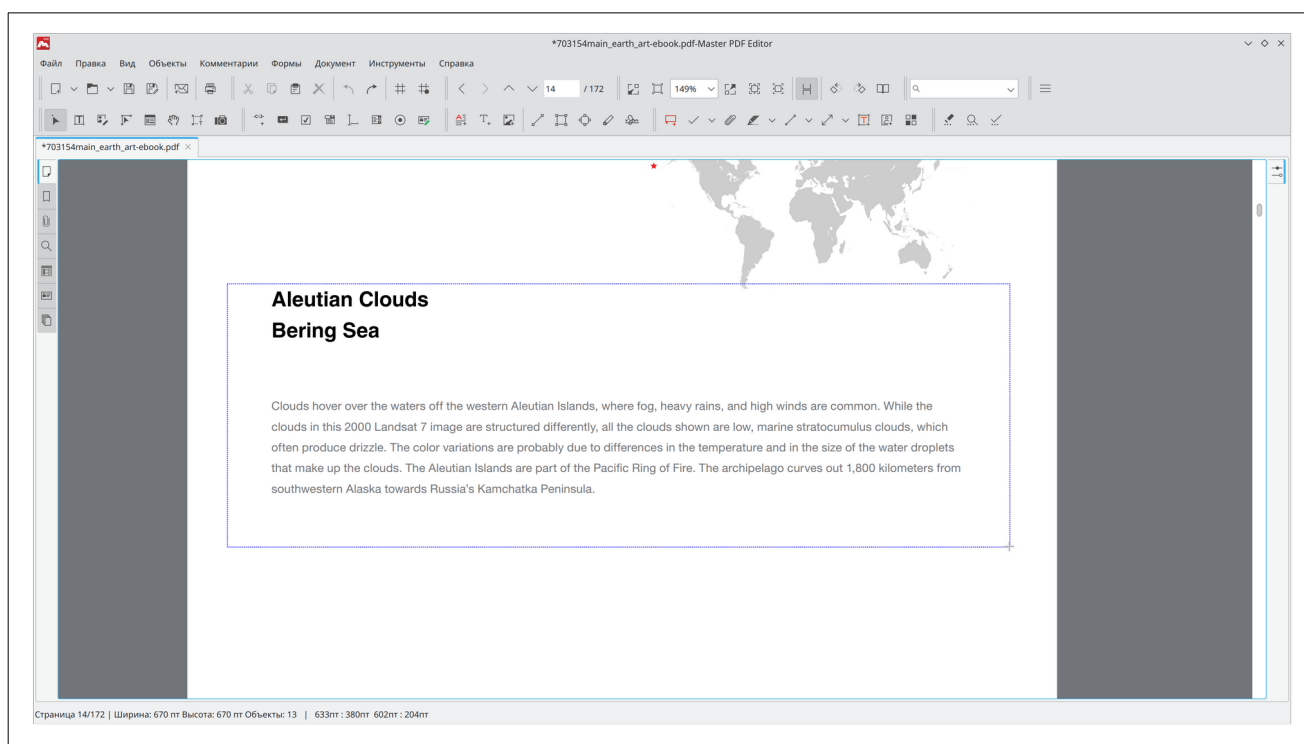 *703154main_earth_art-ebook.pdf-Master PDF Editor
Файл Правка Вид Объекты Комментарии Формы Документ Инструменты Справка
14 / 172 149%
*703154main_earth_art-ebook.pdf
Aleutian Clouds
Bering Sea
Clouds hover over the waters off the western Aleutian Islands, where fog, heavy rains, and high winds are common. While the
clouds in this 2000 Landsat 7 image are structured differently, all the clouds shown are low, marine stratocumulus clouds, which
often produce drizzle. The color variations are probably due to differences in the temperature and in the size of the water droplets
that make up the clouds. The Aleutian Islands are part of the Pacific Ring of Fire. The archipelago curves out 1,800 kilometers from
southwestern Alaska towards Russia's Kamchatka Peninsula.
Страница 14/172 | Ширина: 670 пт Высота: 670 пт Объекты: 13 | 633пт : 380пт 602пт : 204пт